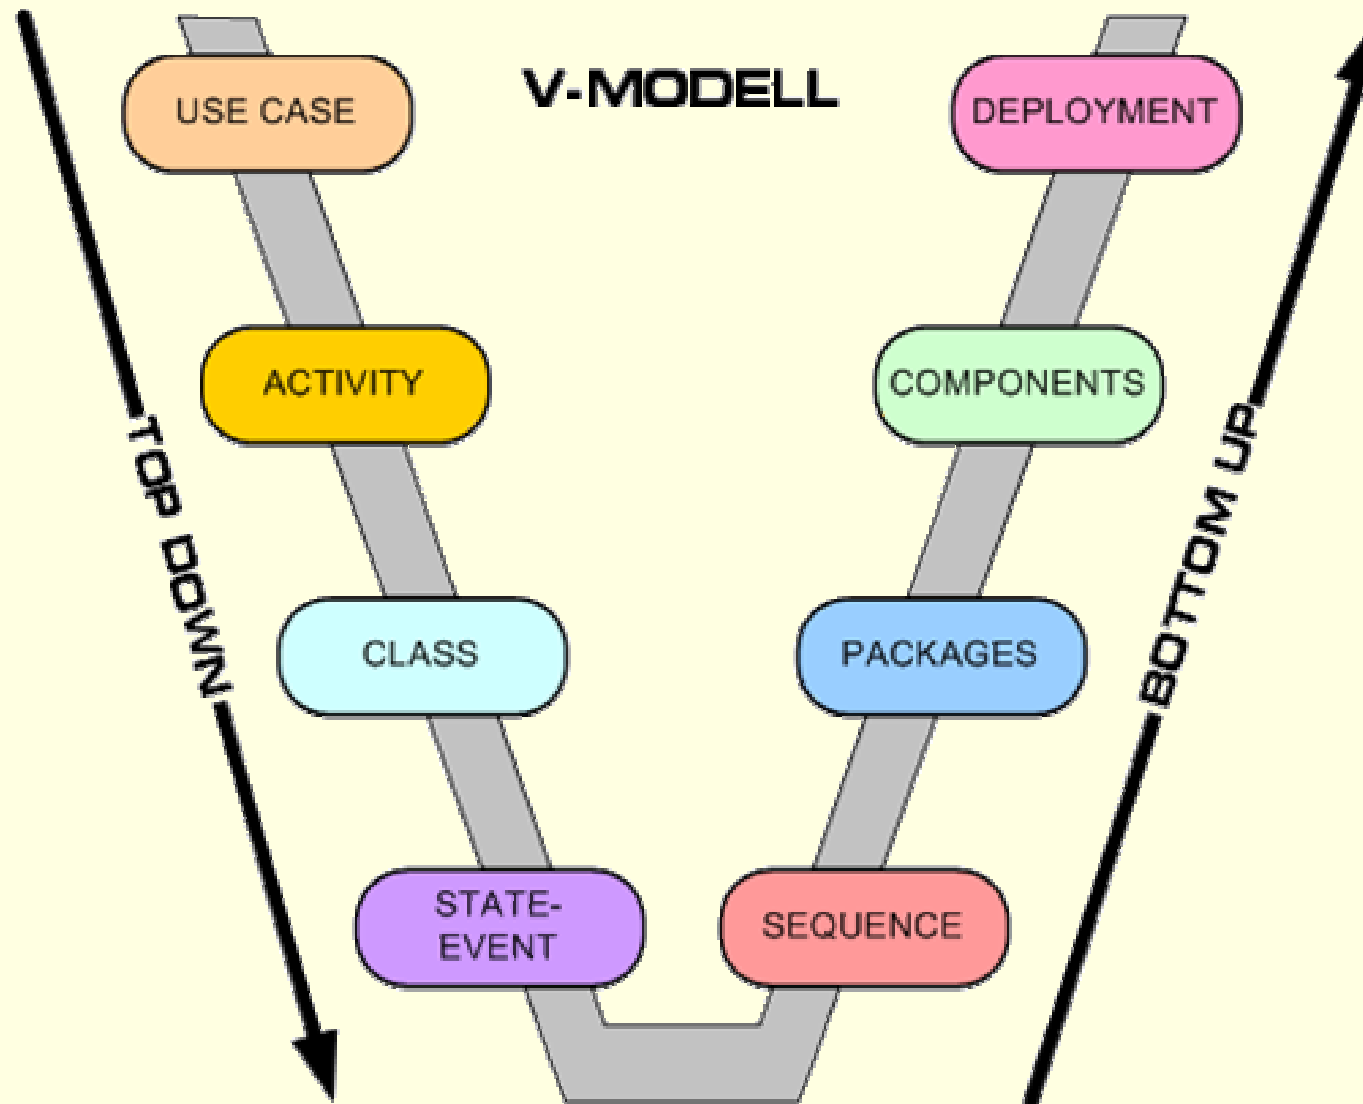 V-MODELL
USE CASE
DEPLOYMENT
ACTIVITY
COMPONENTS
TOP DOWN
BOTTOM UP
CLASS
PACKAGES
STATE-
EVENT
SEQUENCE